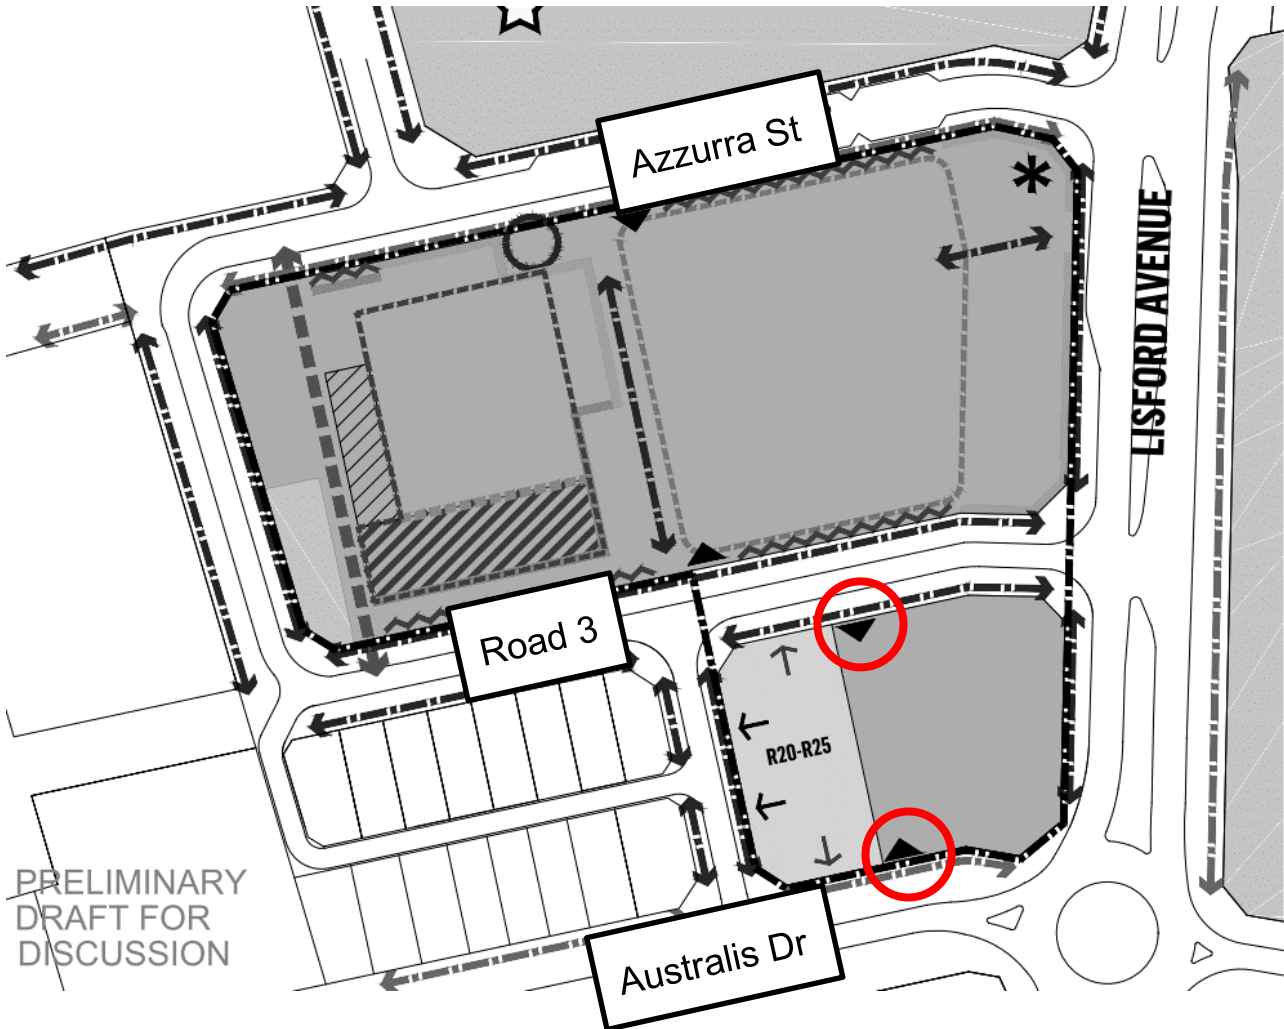 Azzurra St
LISFORD AVENUE
Road 3
R20-R25
PRELIMINARY
DRAFT FOR
DISCUSSION
Australis Dr